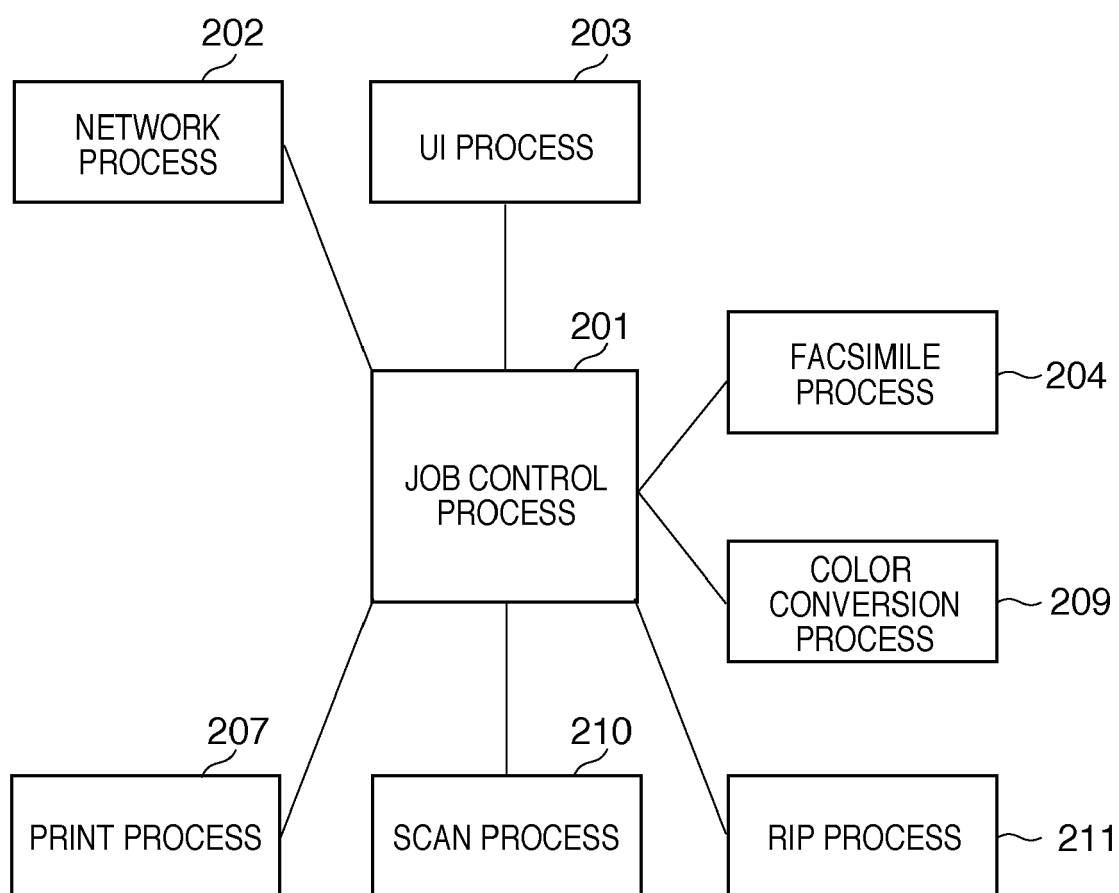 202
203
NETWORK
PROCESS
UI PROCESS
201
FACSIMILE
PROCESS
204
JOB CONTROL
PROCESS
COLOR
CONVERSION
PROCESS
209
207
210
PRINT PROCESS
SCAN PROCESS
RIP PROCESS
211